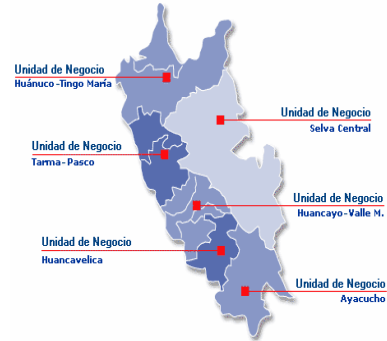 Unidad de Negocio
Huánuco-Tingo María
Unidad de Negocio
Selva Central
Unidad de Negocio
Tarma-Pasco
Unidad de Negocio
Huancayo-Valle M.
Unidad de Negocio
Huancavelica
Unidad de Negocio
Ayacucho